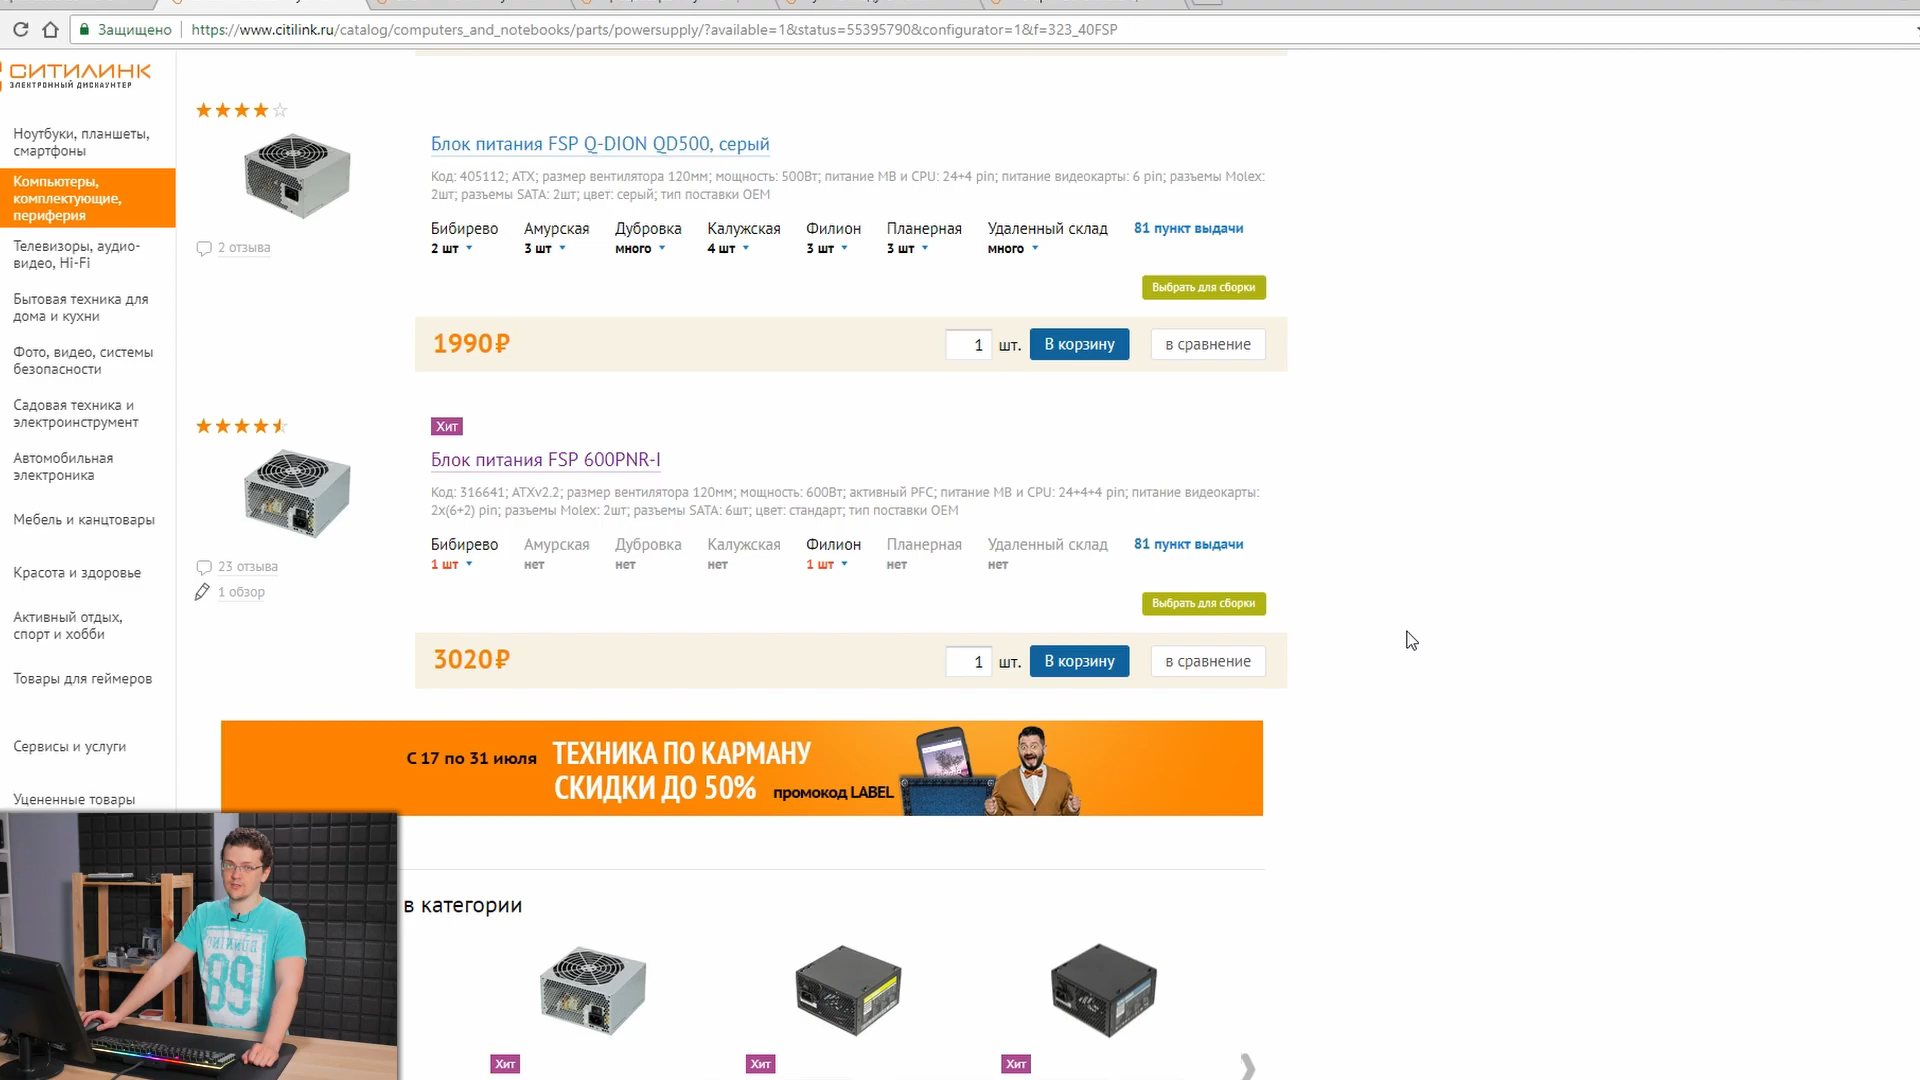 Защищено
https://www.citilink.ru/catalog/computers_and_notebooks/parts/powersupply/?available=1&status=55395790&configurator=1&f=323_40FSP
СИТИЛИНК
ЭЛЕКТРОННЫЙ ДИСКАУНТЕР
Ноутбуки, планшеты,
смартфоны
Компьютеры,
комплектующие,
периферия
Телевизоры, аудио-
видео, Hi-Fi
Бытовая техника для
дома и кухни
Фото, видео, системы
безопасности
Садовая техника и
электроинструмент
Автомобильная
электроника
Мебель и канцтовары
Красота и здоровье
Активный отдых,
спорт и хобби
Товары для геймеров
Сервисы и услуги
Уцененные товары
Блок питания FSP Q-DION QD500, серый
Код: 405112; ATX; размер вентилятора 120мм; мощность: 500Вт; питание MB и CPU: 24+4 pin; питание видеокарты: 6 pin; разъемы Molex:
2шт; разъемы SATA: 2шт; цвет: серый; тип поставки OEM
Бибирево Амурская Дубровка Калужская Филион Планерная Удаленный склад 81 пункт выдачи
2 шт 3 шт много 4 шт 3 шт 3 шт много
2 отзыва
Выбрать для сборки
1990₽ 1 шт. В корзину в сравнение
Хит
Блок питания FSP 600PNR-I
Код: 316641; ATXv2.2; размер вентилятора 120мм; мощность: 600Вт; активный PFC; питание MB и CPU: 24+4+4 pin; питание видеокарты:
2x(6+2) pin; разъемы Molex: 2шт; разъемы SATA: 6шт; цвет: стандарт; тип поставки OEM
Бибирево Амурская Дубровка Калужская Филион Планерная Удаленный склад 81 пункт выдачи
1 шт нет нет нет 1 шт нет нет
23 отзыва
1 обзор
Выбрать для сборки
3020₽ 1 шт. В корзину в сравнение
С 17 по 31 июля ТЕХНИКА ПО КАРМАНУ
СКИДКИ ДО 50% промокод LABEL
в категории
89
Хит Хит Хит